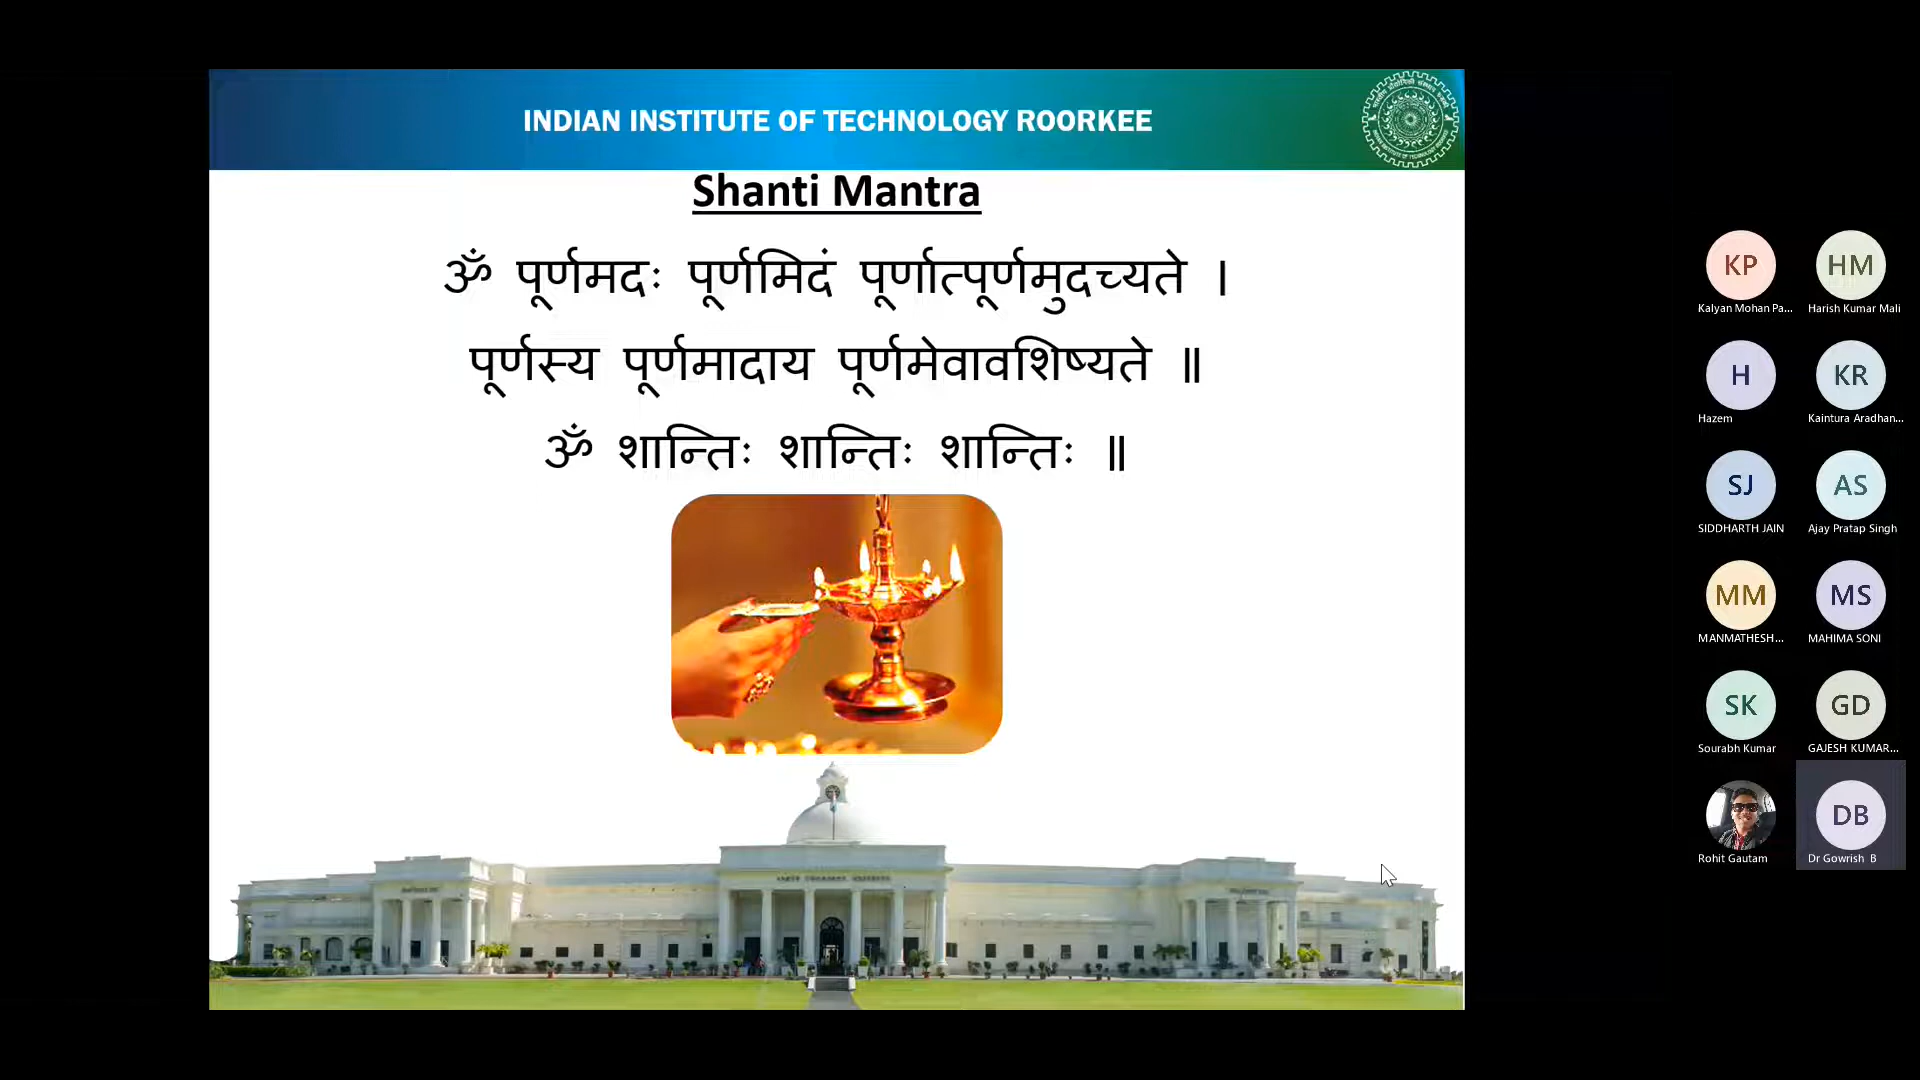 INDIAN INSTITUTE OF TECHNOLOGY ROORKEE
Shanti Mantra
ॐ पूर्णमदः पूर्णमिदं पूर्णात्पूर्णमुदच्यते ।
पूर्णस्य पूर्णमादाय पूर्णमेवावशिष्यते ॥
ॐ शान्तिः शान्तिः शान्तिः ॥
KP HM
Kalyan Mohan Pa... Harish Kumar Mali
H KR
Hazem Kaintura Aradhan...
SJ AS
SIDDHARTH JAIN Ajay Pratap Singh
MM MS
MANMATHESH... MAHIMA SONI
SK GD
Sourabh Kumar GAJESH KUMAR...
DB
Rohit Gautam Dr Gowrish B